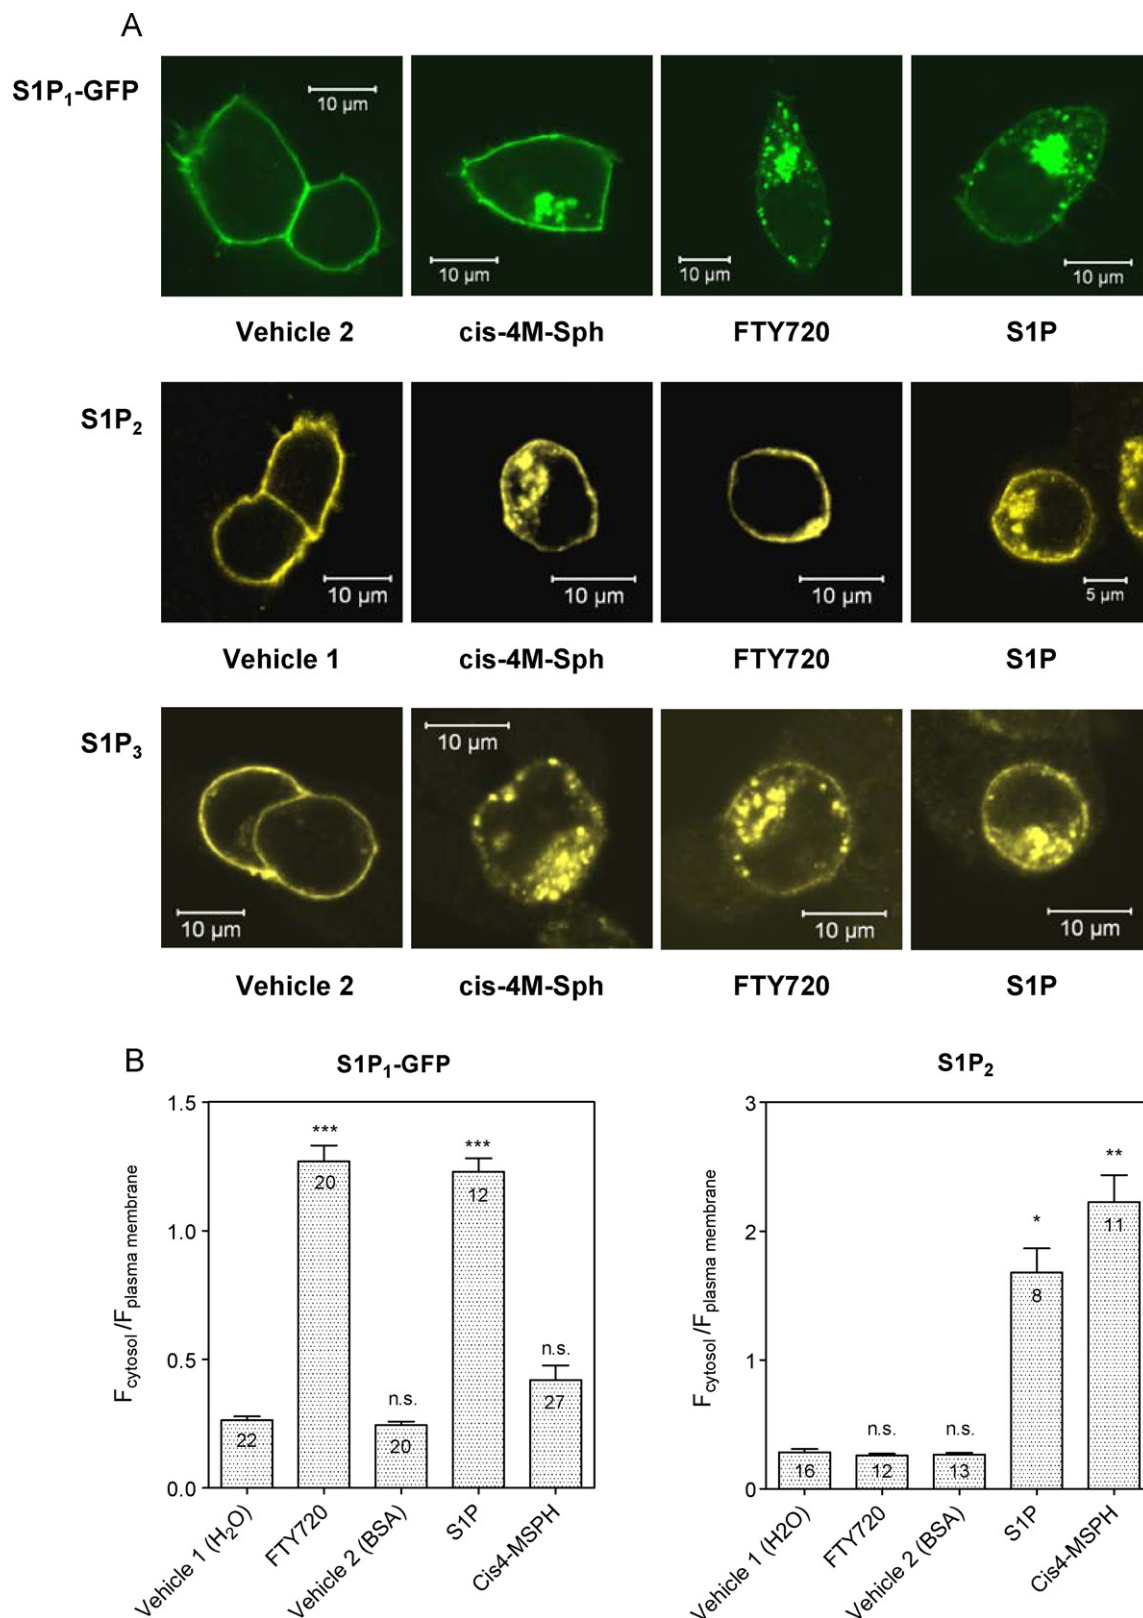 A
S1P₁-GFP
10 µm
10 µm
10 µm
10 µm
Vehicle 2
cis-4M-Sph
FTY720
S1P
S1P₂
10 µm
10 µm
10 µm
5 µm
Vehicle 1
cis-4M-Sph
FTY720
S1P
S1P₃
10 µm
10 µm
10 µm
10 µm
Vehicle 2
cis-4M-Sph
FTY720
S1P
B
S1P₁-GFP
F cytosol /F plasma membrane
1.5
1.0
0.5
0.0
22
***
20
n.s.
20
***
12
n.s.
27
Vehicle 1 (H₂O)
FTY720
Vehicle 2 (BSA)
S1P
Cis4-MSPH
S1P₂
F cytosol /F plasma membrane
3
2
1
0
16
n.s.
12
n.s.
13
*
8
**
11
Vehicle 1 (H2O)
FTY720
Vehicle 2 (BSA)
S1P
Cis4-MSPH